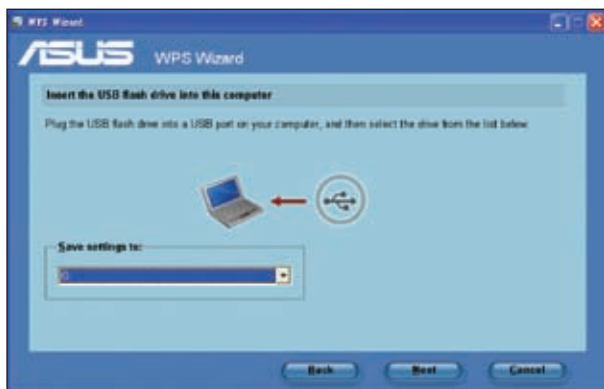 WPS Wizard
ASUS WPS Wizard
Insert the USB flash drive into this computer
Plug the USB flash drive into a USB port on your computer, and then select the drive from the list below.
Save settings to:
Back Next Cancel